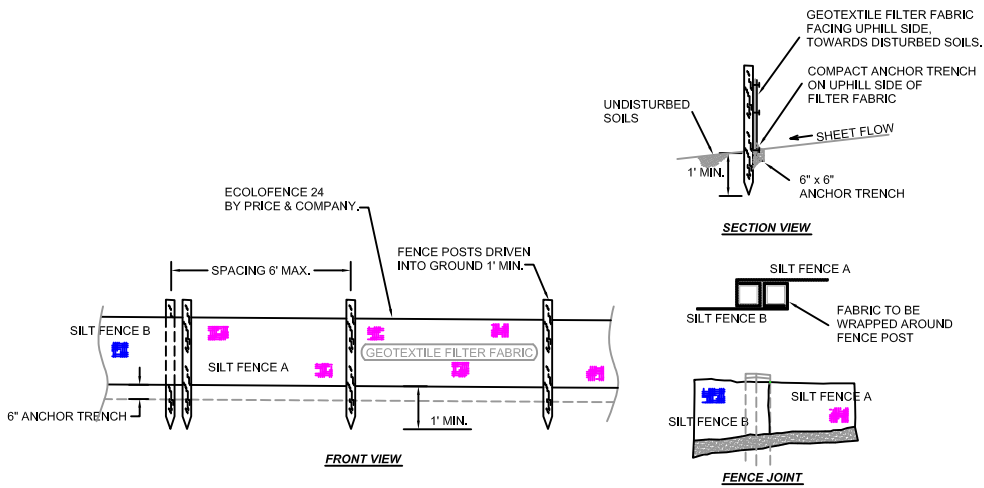 GEOTEXTILE FILTER FABRIC
FACING UPHILL SIDE,
TOWARDS DISTURBED SOILS.
COMPACT ANCHOR TRENCH
ON UPHILL SIDE OF
FILTER FABRIC
UNDISTURBED
SOILS
SHEET FLOW
1' MIN.
6" x 6"
ANCHOR TRENCH
SECTION VIEW
ECOLOFENCE 24
BY PRICE & COMPANY.
SPACING 6' MAX.
FENCE POSTS DRIVEN
INTO GROUND 1' MIN.
SILT FENCE B
SILT FENCE A
GEOTEXTILE FILTER FABRIC
6" ANCHOR TRENCH
1' MIN.
FRONT VIEW
SILT FENCE A
SILT FENCE B
FABRIC TO BE
WRAPPED AROUND
FENCE POST
SILT FENCE A
SILT FENCE B
FENCE JOINT